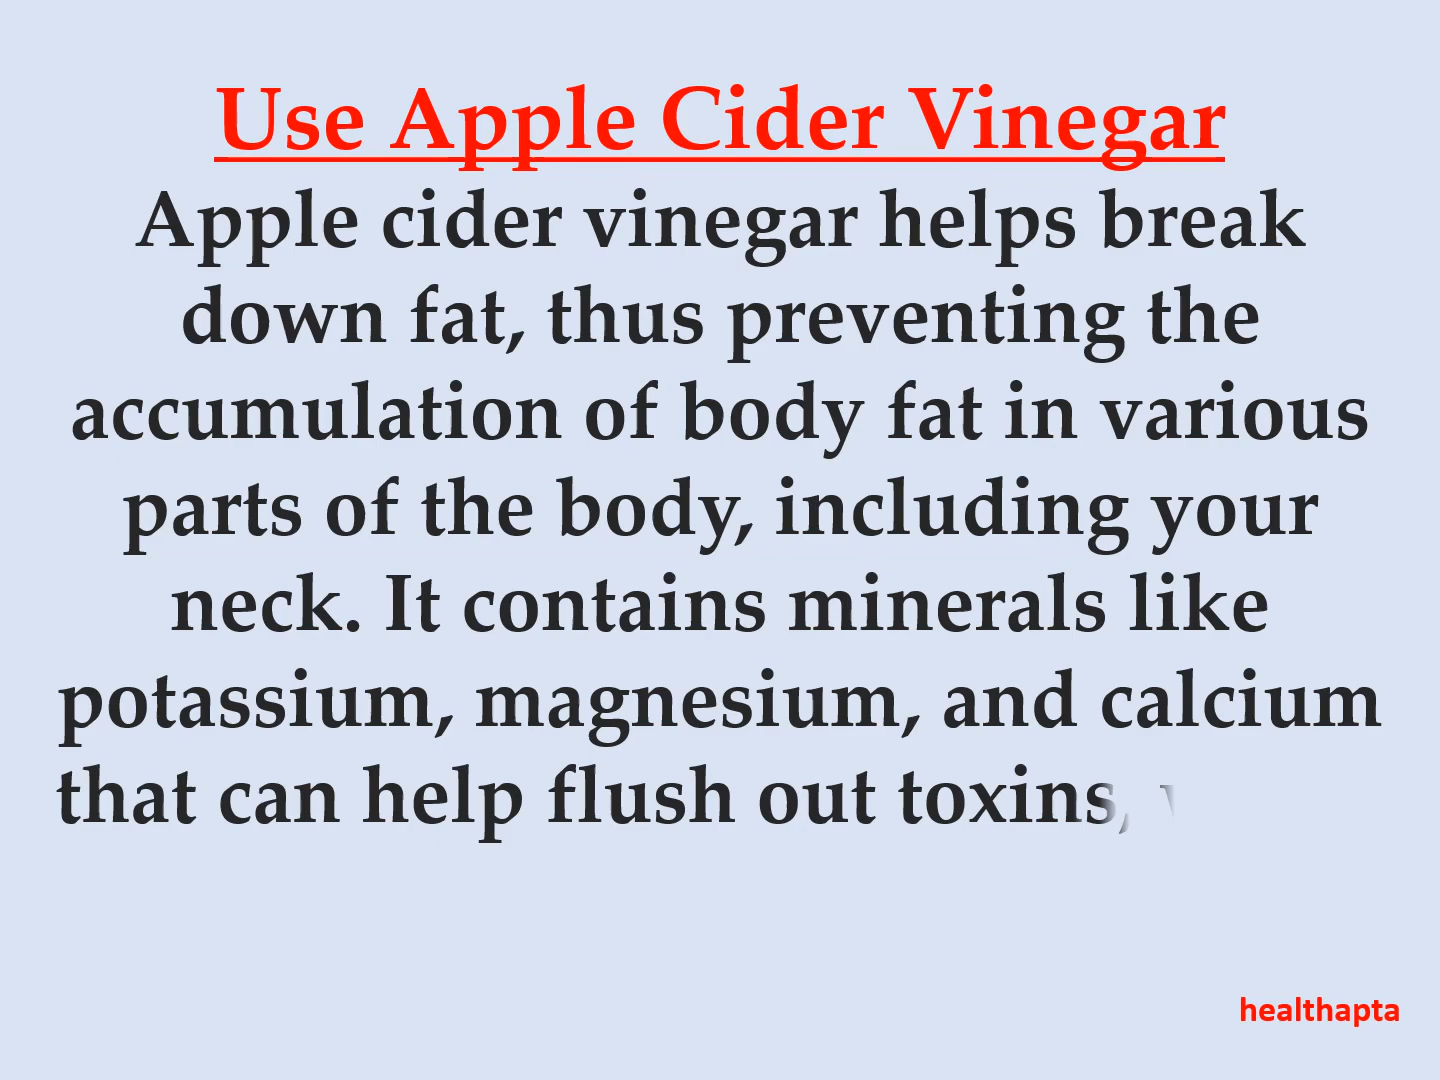 Use Apple Cider Vinegar
Apple cider vinegar helps break
down fat, thus preventing the
accumulation of body fat in various
parts of the body, including your
neck. It contains minerals like
potassium, magnesium, and calcium
that can help flush out toxins,
healthapta